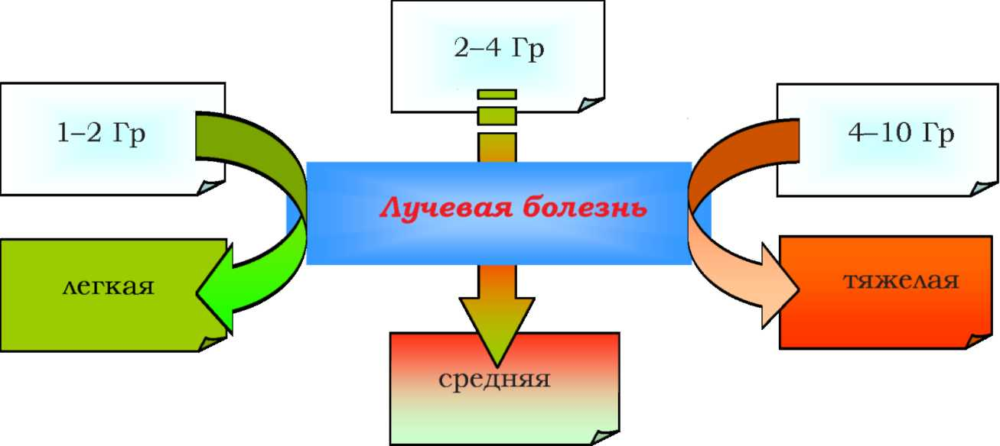 2–4 Гр
1–2 Гр
4–10 Гр
Лучевая болезнь
легкая
тяжелая
средняя